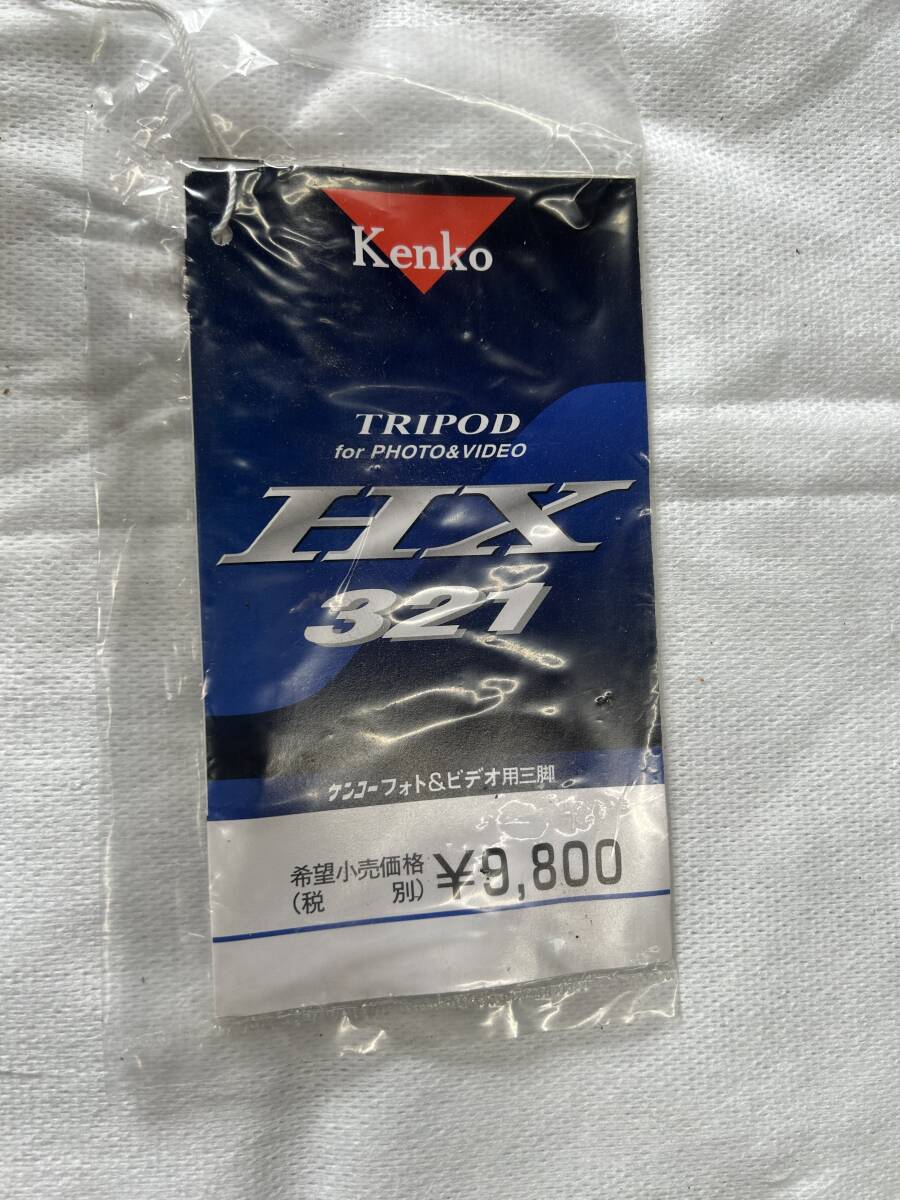 Kenko
TRIPOD
for PHOTO&VIDEO
HX
321
ケンコーフォト&ビデオ用三脚
希望小売価格
(税 別)
¥9,800